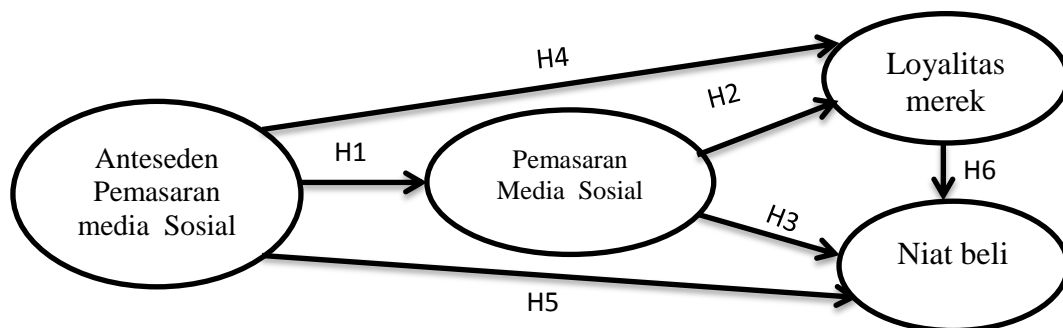 Anteseden
Pemasaran
media Sosial
H1
H4
Pemasaran
Media Sosial
H2
H3
H5
Loyalitas
merek
H6
Niat beli